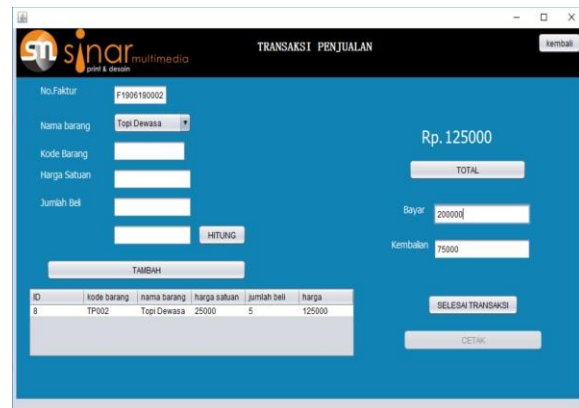 sm sinar multimedia
print & desain
TRANSAKSI PENJUALAN
kembali
No.Faktur F1906190002
Nama barang Topi Dewasa
Kode Barang
Harga Satuan
Jumlah Beli
HITUNG
TAMBAH
Rp. 125000
TOTAL
Bayar 200000
Kembalian 75000
SELESAI TRANSAKSI
CETAK
ID kode barang nama barang harga satuan jumlah beli harga
8 TP002 Topi Dewasa 25000 5 125000